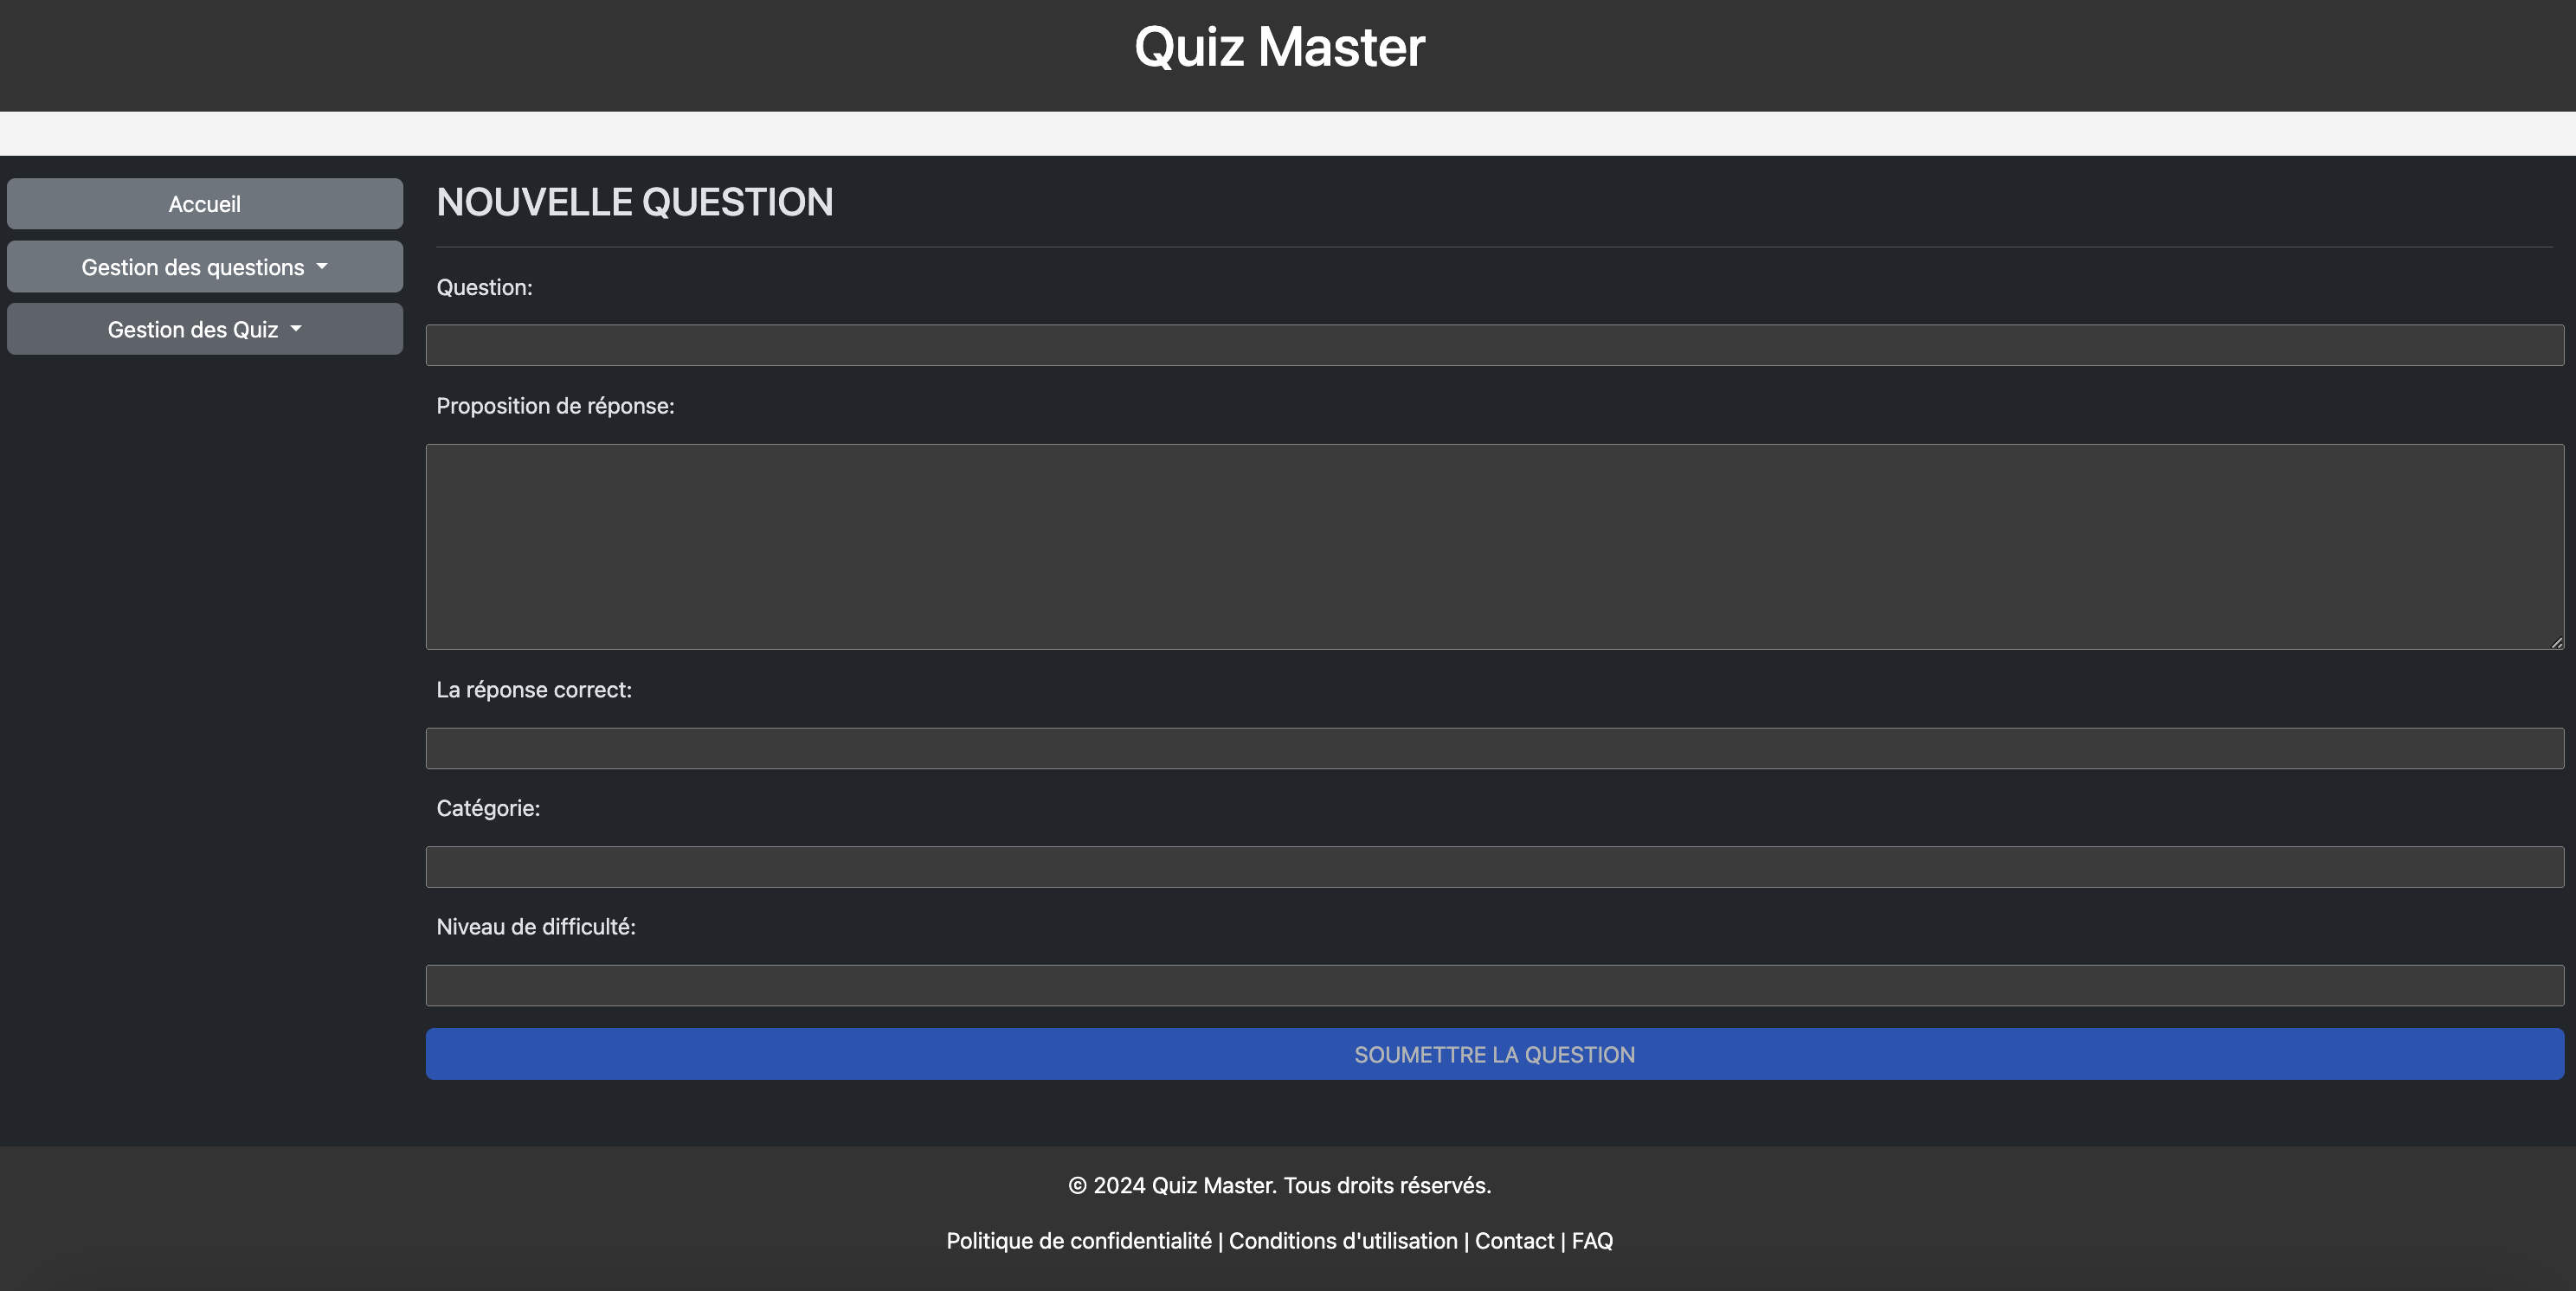 Quiz Master
Accueil
Gestion des questions
Gestion des Quiz
NOUVELLE QUESTION
Question:
Proposition de réponse:
La réponse correct:
Catégorie:
Niveau de difficulté:
SOUMETTRE LA QUESTION
© 2024 Quiz Master. Tous droits réservés.
Politique de confidentialité | Conditions d'utilisation | Contact | FAQ